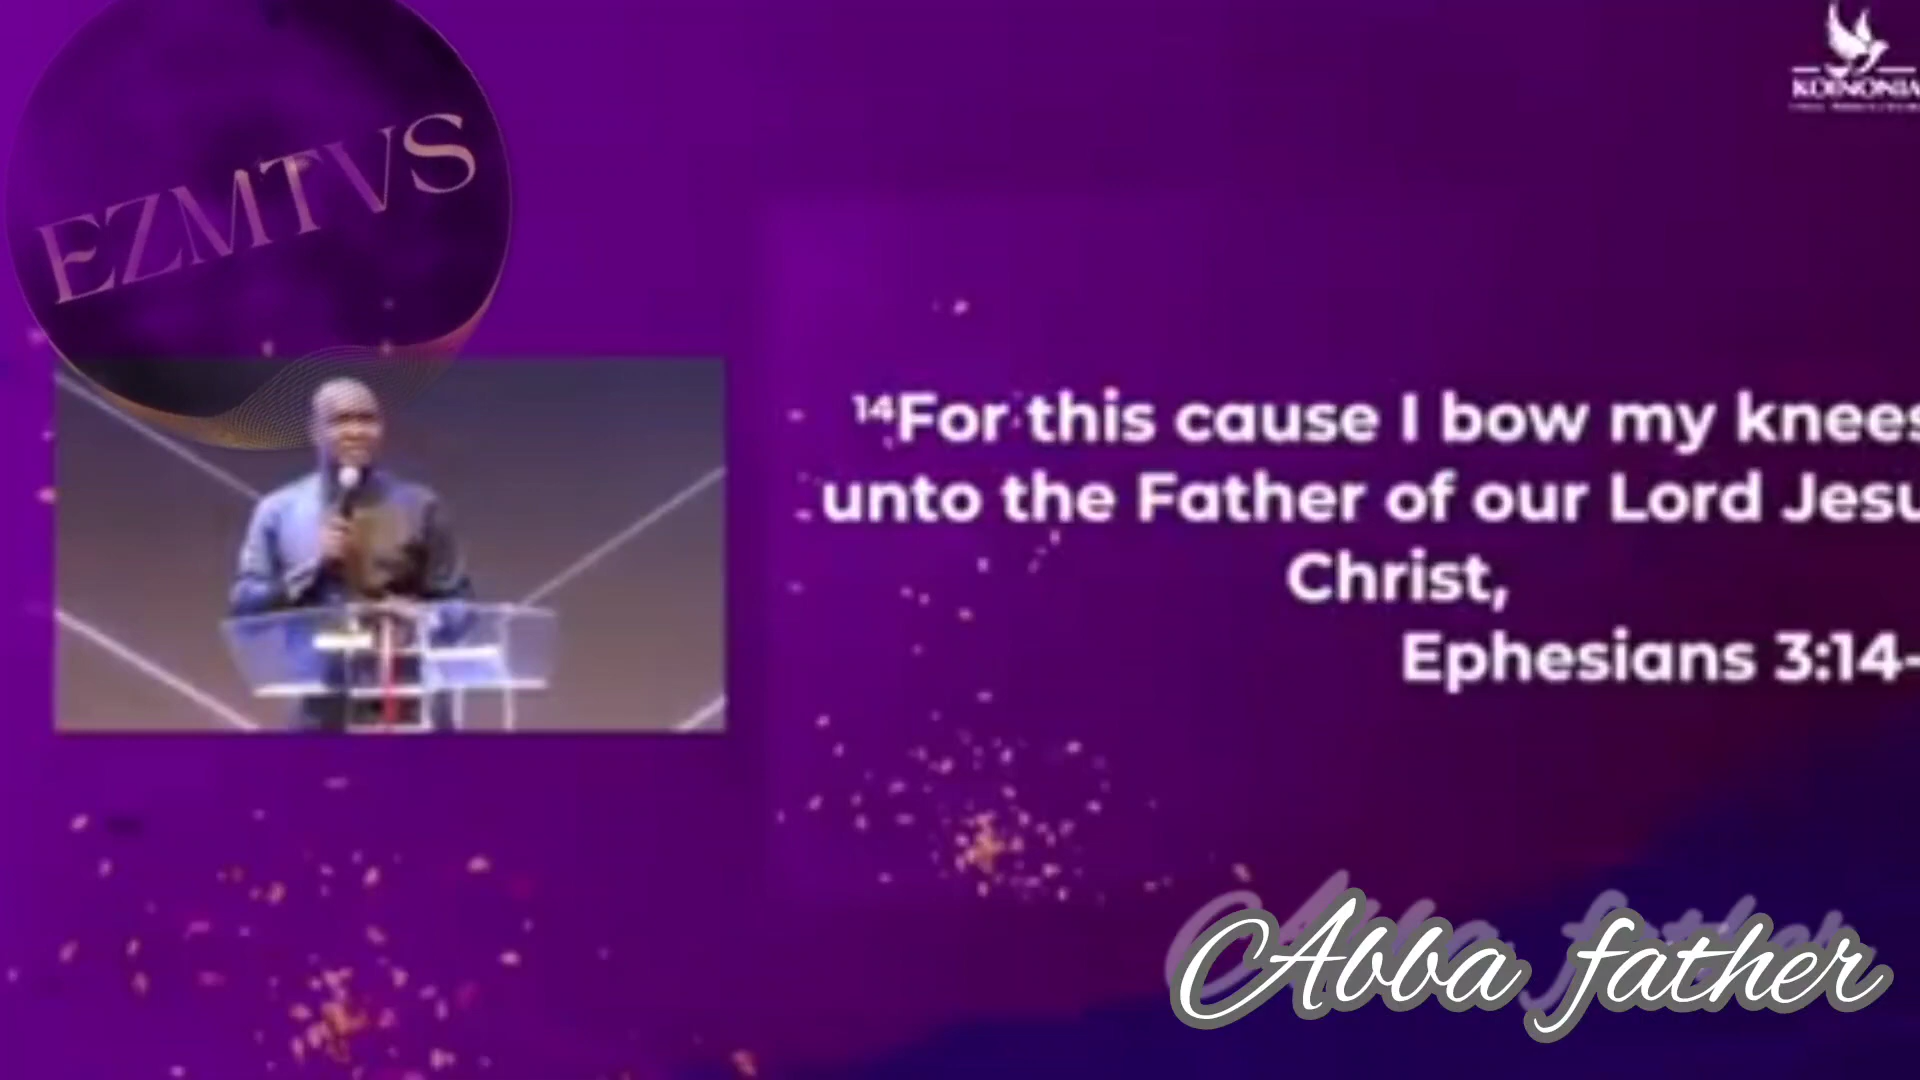 EZMTVS
KOINONIA
¹⁴For this cause I bow my knees
unto the Father of our Lord Jesu
Christ,
Ephesians 3:14-
Abba father